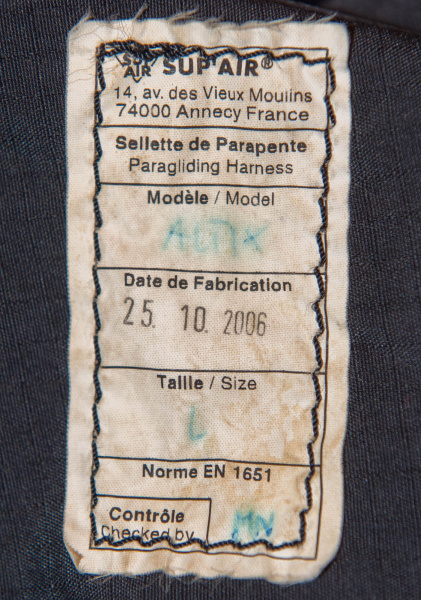 SUP AIR SUP'AIR®
14, av. des Vieux Moulins
74000 Annecy France
Sellette de Parapente
Paragliding Harness
Modèle / Model
ALTIX
Date de Fabrication
25. 10. 2006
Taille / Size
L
Norme EN 1651
Contrôle
Checked by